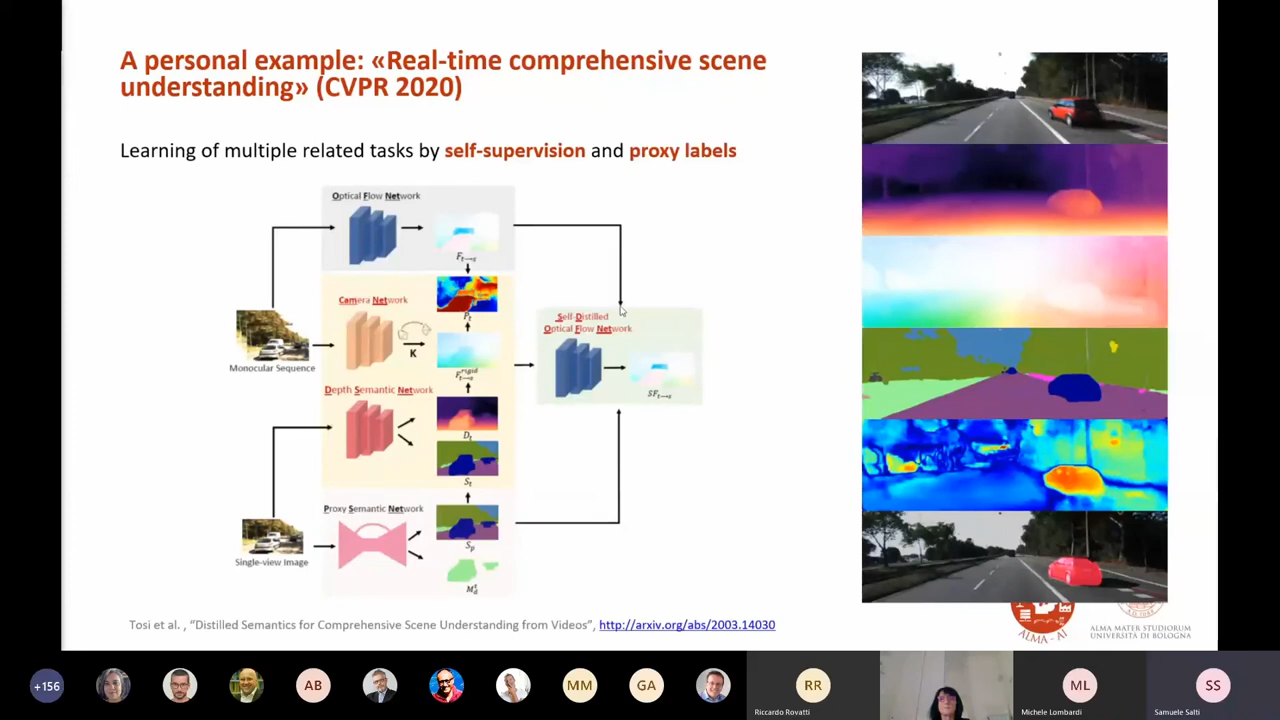 A personal example: «Real-time comprehensive scene
understanding» (CVPR 2020)
Learning of multiple related tasks by self-supervision and proxy labels
Optical Flow Network
F t→s
Camera Network
P t
K
Monocular Sequence
F t→s rigid
Self-Distilled
Optical Flow Network
SF t→s
Depth Semantic Network
D t
S t
Proxy Semantic Network
S p
Single-view Image
M d t
Tosi et al. , “Distilled Semantics for Comprehensive Scene Understanding from Videos”, http://arxiv.org/abs/2003.14030
ALMA - AI
ALMA MATER STUDIORUM
UNIVERSITÀ DI BOLOGNA
+156
AB
MM
GA
RR
ML
SS
Riccardo Rovatti
Michele Lombardi
Samuele Salti